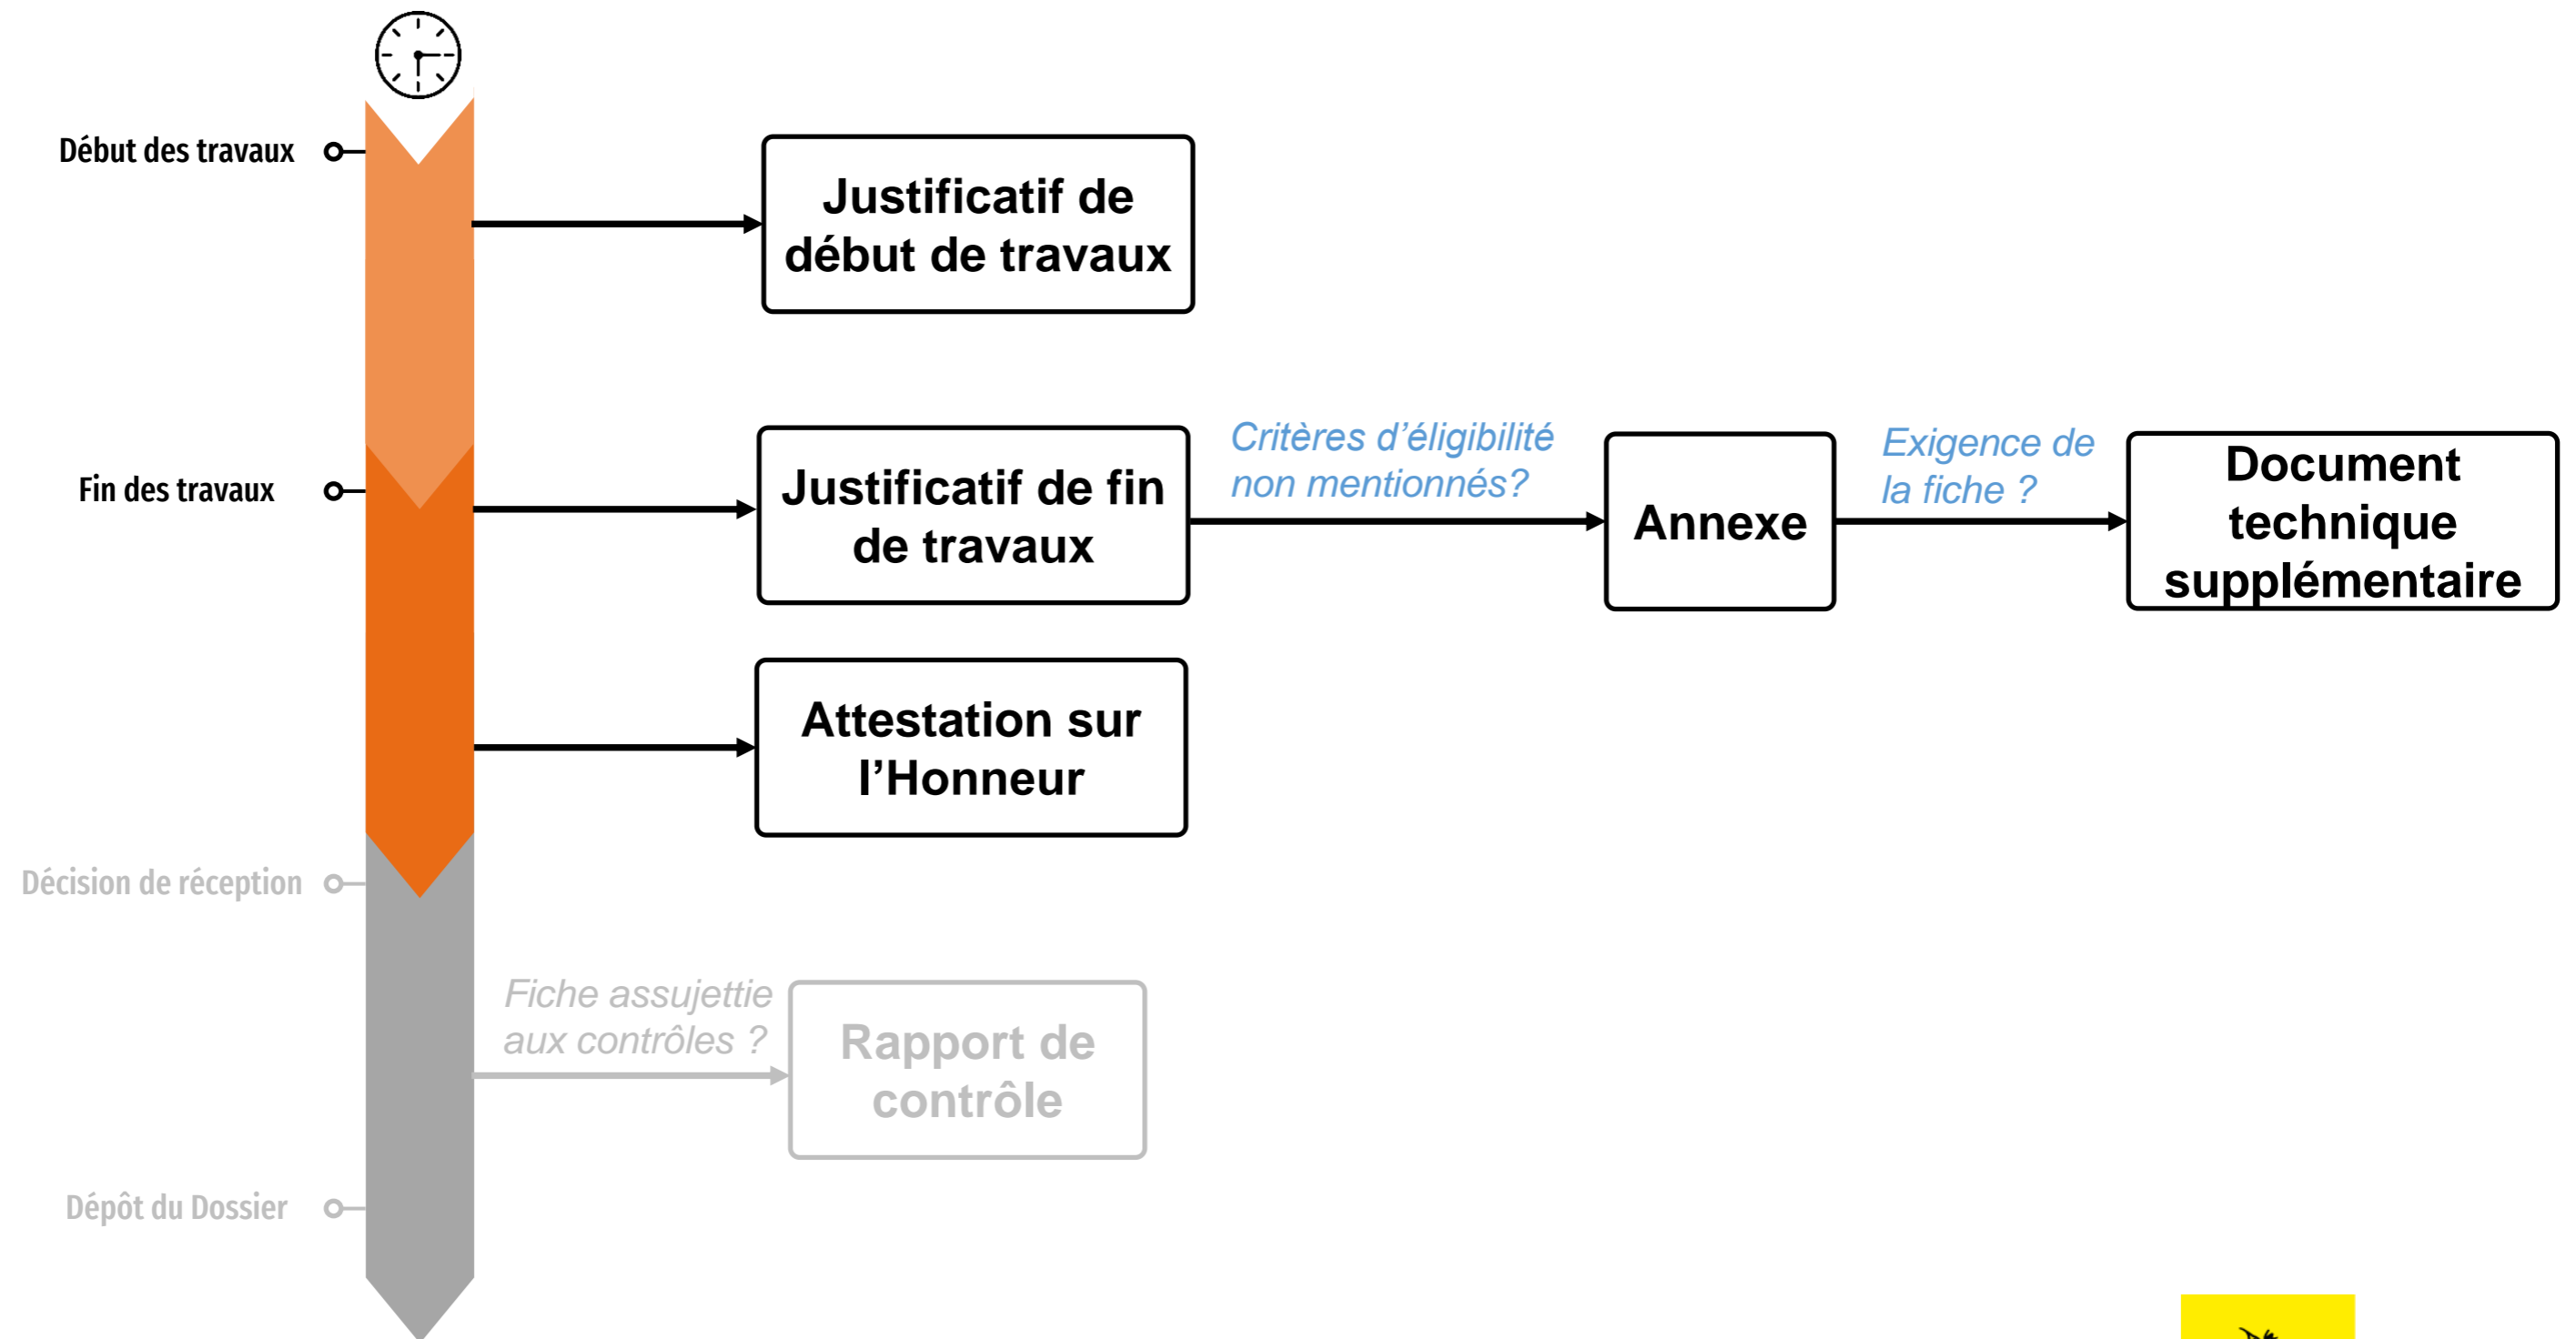 Début des travaux
Justificatif de
début de travaux
Fin des travaux
Justificatif de fin
de travaux
Critères d’éligibilité
non mentionnés?
Annexe
Exigence de
la fiche ?
Document
technique
supplémentaire
Attestation sur
l’Honneur
Décision de réception
Fiche assujettie
aux contrôles ?
Rapport de
contrôle
Dépôt du Dossier